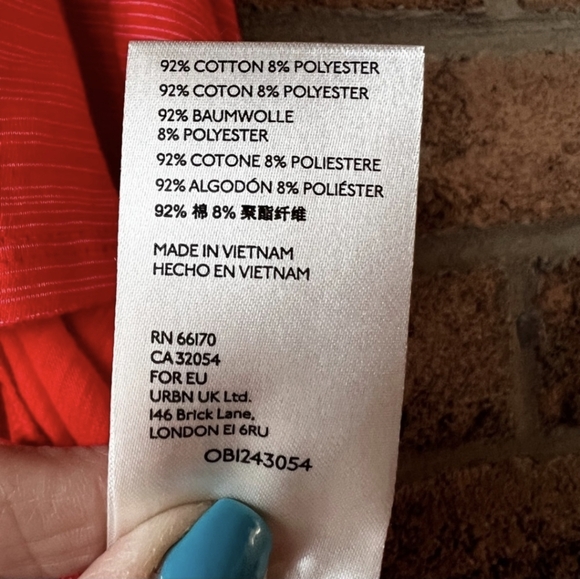 92% COTTON 8% POLYESTER
92% COTON 8% POLYESTER
92% BAUMWOLLE
8% POLYESTER
92% COTONE 8% POLIESTERE
92% ALGODÓN 8% POLIÉSTER
92% 棉 8% 聚酯纤维
MADE IN VIETNAM
HECHO EN VIETNAM
RN 66170
CA 32054
FOR EU
URBN UK Ltd.
146 Brick Lane,
LONDON E1 6RU
OB1243054